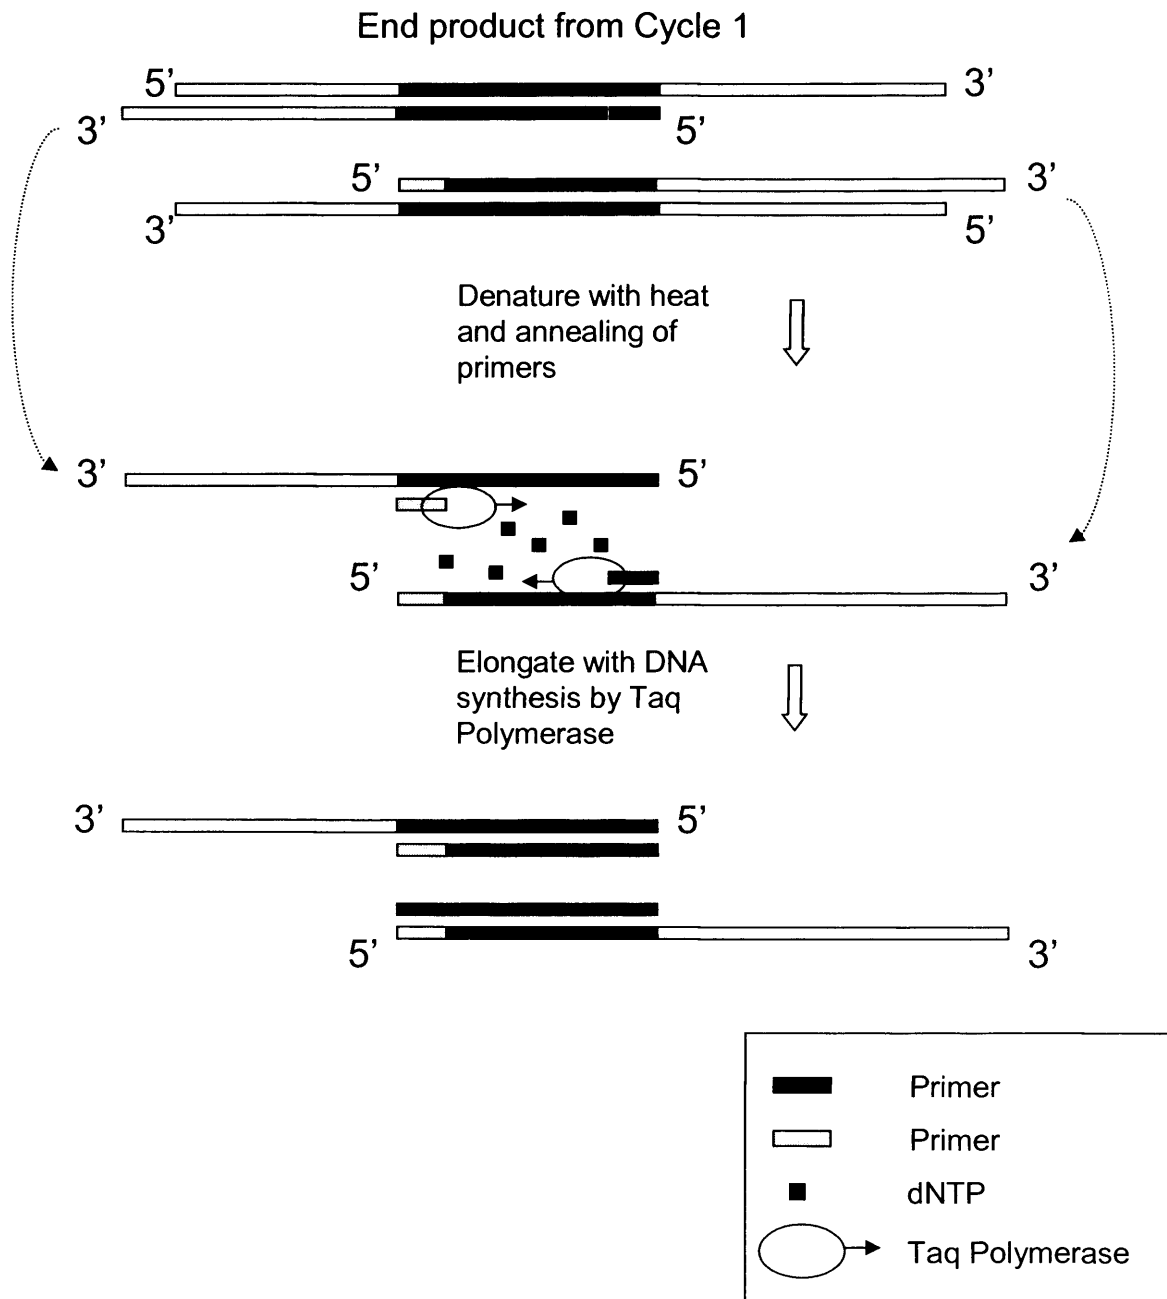 End product from Cycle 1
5’ 3’
3’ 5’
5’ 3’
3’ 5’
Denature with heat
and annealing of
primers
3’ 5’
5’ 3’
Elongate with DNA
synthesis by Taq
Polymerase
3’ 5’
5’ 3’
Primer
Primer
dNTP
Taq Polymerase